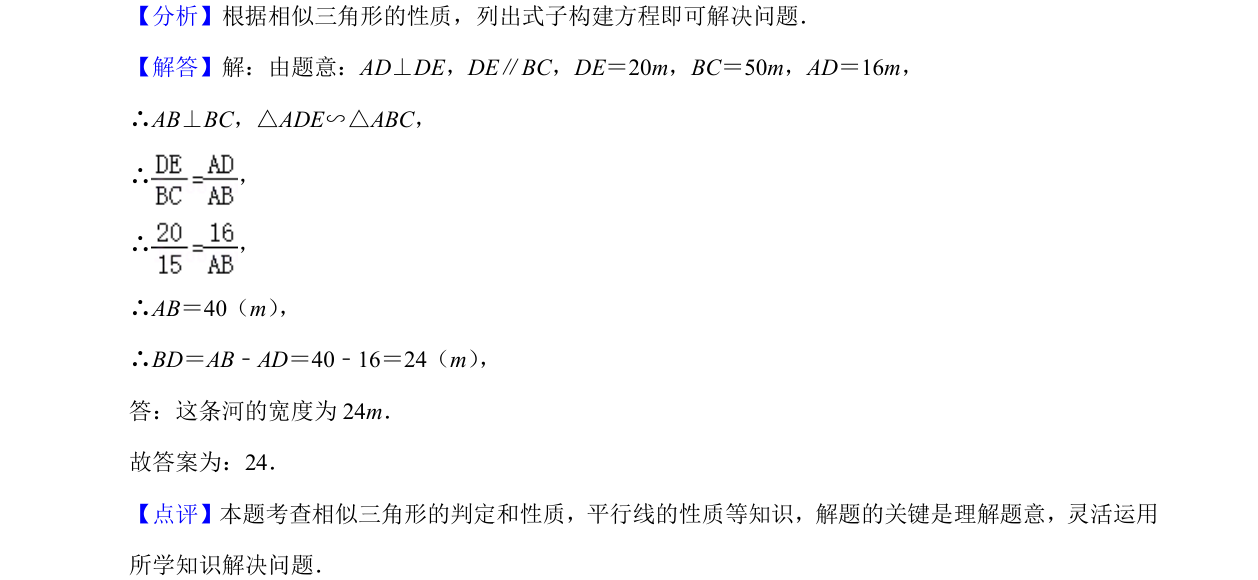 【分析】根据相似三角形的性质，列出式子构建方程即可解决问题．
【解答】解：由题意：AD⊥DE，DE∥BC，DE＝20m，BC＝50m，AD＝16m，
∴AB⊥BC，△ADE∽△ABC，
∴DE/BC=AD/AB，
∴20/15=16/AB，
∴AB＝40（m），
∴BD＝AB﹣AD＝40﹣16＝24（m），
答：这条河的宽度为 24m．
故答案为：24．
【点评】本题考查相似三角形的判定和性质，平行线的性质等知识，解题的关键是理解题意，灵活运用
所学知识解决问题．